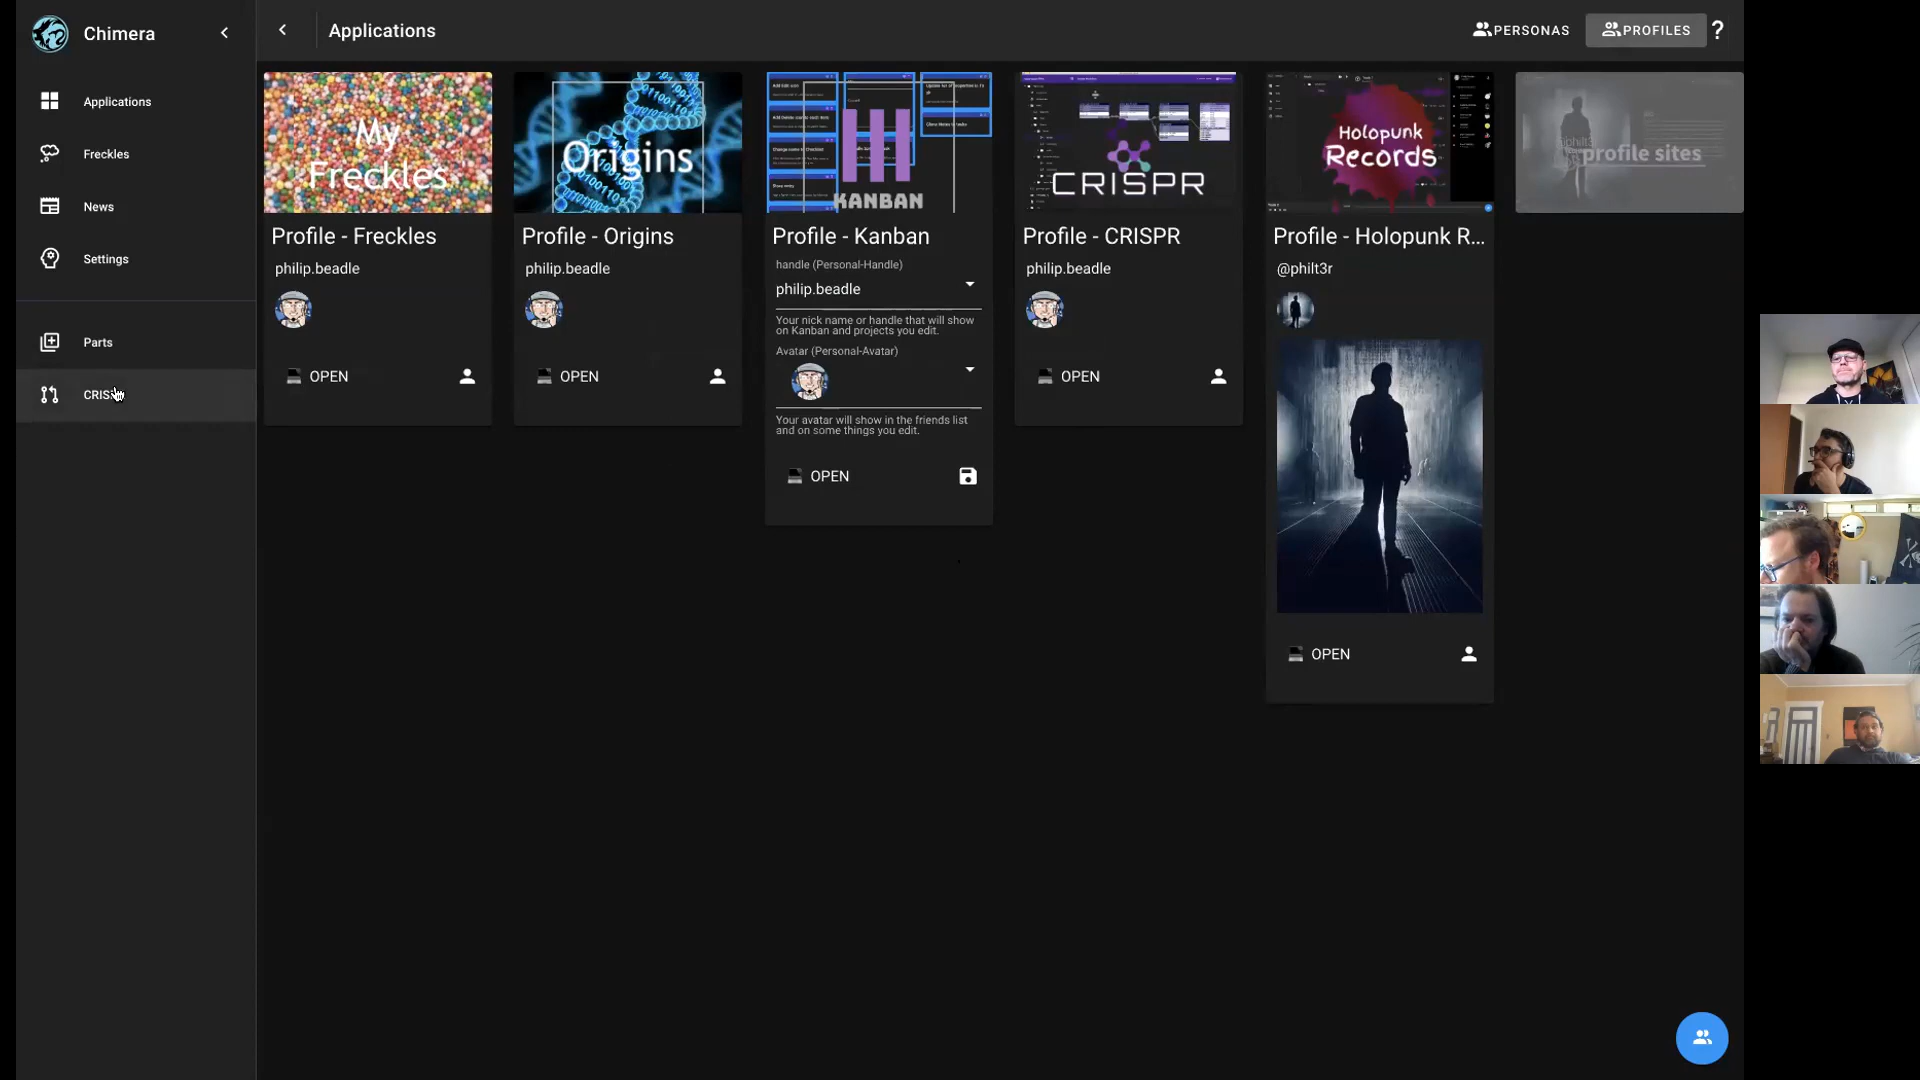 Chimera
Applications
Freckles
News
Settings
Parts
Applications
PERSONAS
PROFILES
?
My
Freckles
Profile - Freckles
philip.beadle
OPEN
Origins
Profile - Origins
philip.beadle
OPEN
KANBAN
Profile - Kanban
handle (Personal-Handle)
philip.beadle
Your nick name or handle that will show
on Kanban and projects you edit.
Avatar (Personal-Avatar)
Your avatar will show in the friends list
and on some things you edit.
OPEN
CRISPR
Profile - CRISPR
philip.beadle
OPEN
Holopunk
Records
Profile - Holopunk R...
@philt3r
OPEN
profile sites